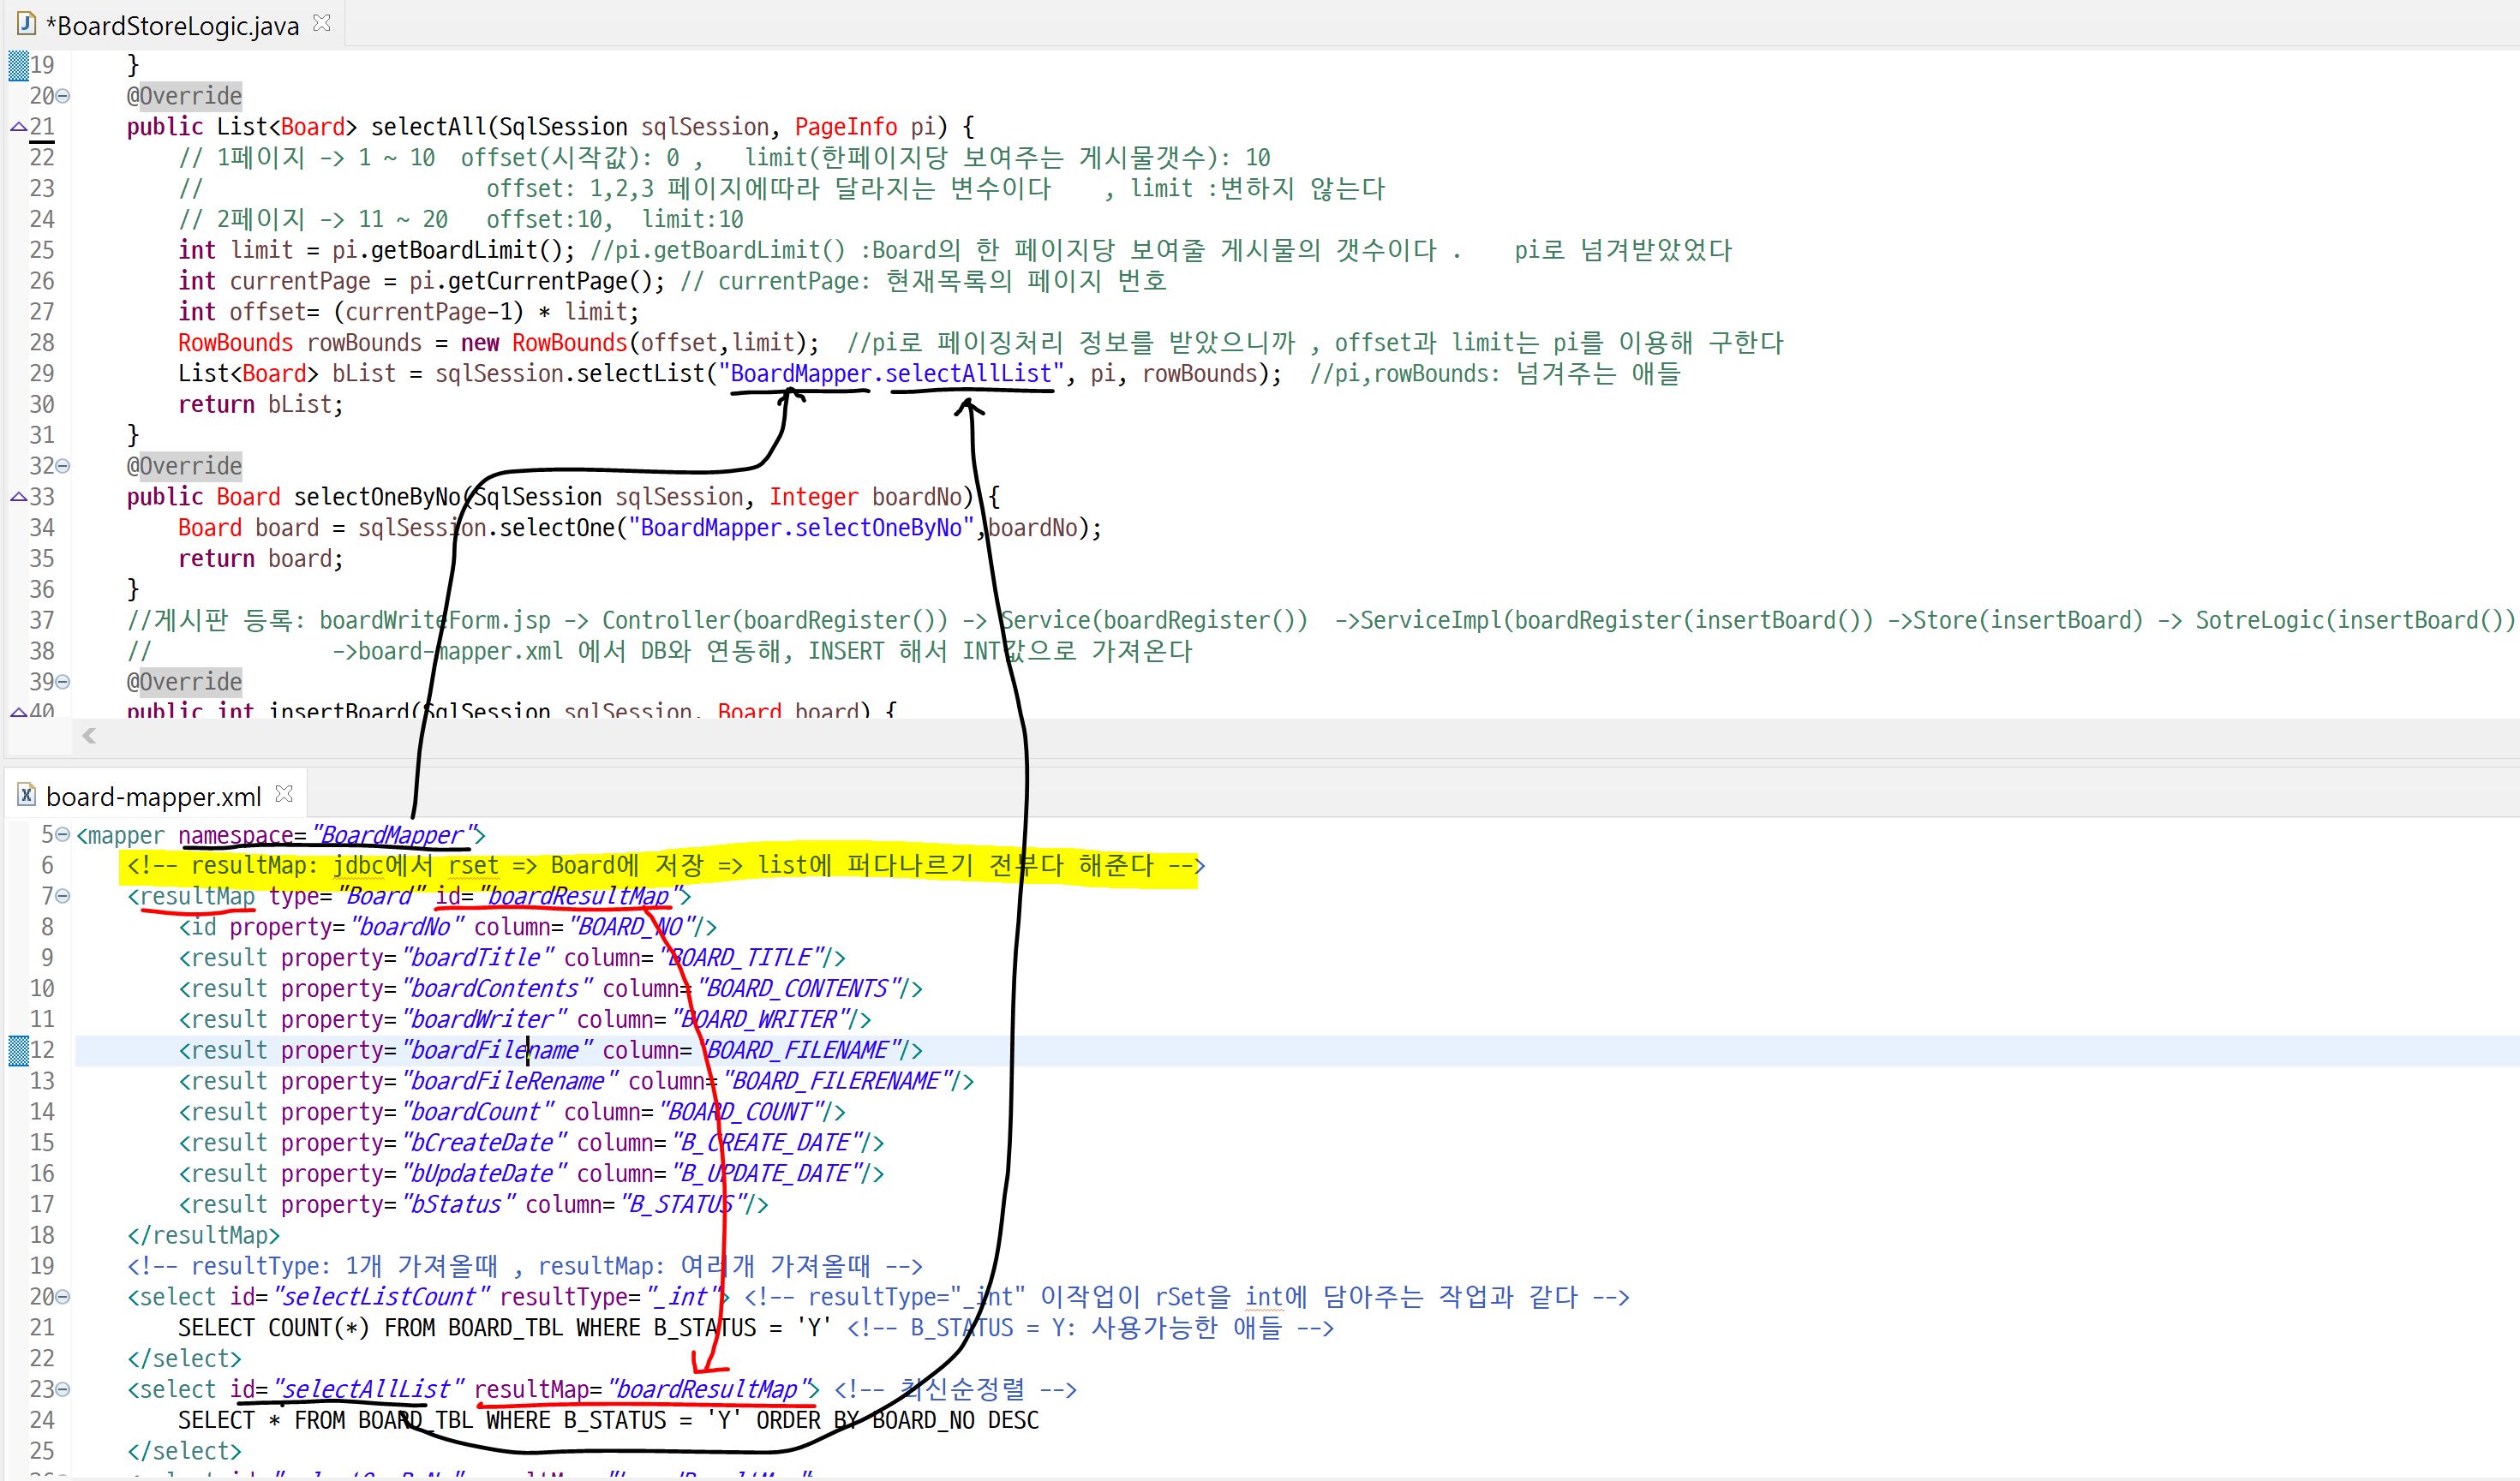 *BoardStoreLogic.java
19 }
20 @Override
21 public List<Board> selectAll(SqlSession sqlSession, PageInfo pi) {
22 // 1페이지 -> 1 ~ 10 offset(시작값): 0 , limit(한페이지당 보여주는 게시물갯수): 10
23 // offset: 1,2,3 페이지에따라 달라지는 변수이다 , limit :변하지 않는다
24 // 2페이지 -> 11 ~ 20 offset:10, limit:10
25 int limit = pi.getBoardLimit(); //pi.getBoardLimit() :Board의 한 페이지당 보여줄 게시물의 갯수이다 . pi로 넘겨받았었다
26 int currentPage = pi.getCurrentPage(); // currentPage: 현재목록의 페이지 번호
27 int offset= (currentPage-1) * limit;
28 RowBounds rowBounds = new RowBounds(offset,limit); //pi로 페이징처리 정보를 받았으니까 , offset과 limit는 pi를 이용해 구한다
29 List<Board> bList = sqlSession.selectList("BoardMapper.selectAllList", pi, rowBounds); //pi,rowBounds: 넘겨주는 애들
30 return bList;
31 }
32 @Override
33 public Board selectOneByNo(SqlSession sqlSession, Integer boardNo) {
34 Board board = sqlSession.selectOne("BoardMapper.selectOneByNo",boardNo);
35 return board;
36 }
37 //게시판 등록: boardWriteForm.jsp -> Controller(boardRegister()) -> Service(boardRegister()) ->ServiceImpl(boardRegister(insertBoard()) ->Store(insertBoard) -> SotreLogic(insertBoard())
38 // ->board-mapper.xml 에서 DB와 연동해, INSERT 해서 INT값으로 가져온다
39 @Override
40 public int insertBoard(SqlSession sqlSession, Board board) {
board-mapper.xml
5 <mapper namespace="BoardMapper">
6 <!-- resultMap: jdbc에서 rset => Board에 저장 => list에 퍼다나르기 전부다 해준다 -->
7 <resultMap type="Board" id="boardResultMap">
8 <id property="boardNo" column="BOARD_NO"/>
9 <result property="boardTitle" column="BOARD_TITLE"/>
10 <result property="boardContents" column="BOARD_CONTENTS"/>
11 <result property="boardWriter" column="BOARD_WRITER"/>
12 <result property="boardFilename" column="BOARD_FILENAME"/>
13 <result property="boardFileRename" column="BOARD_FILERENAME"/>
14 <result property="boardCount" column="BOARD_COUNT"/>
15 <result property="bCreateDate" column="B_CREATE_DATE"/>
16 <result property="bUpdateDate" column="B_UPDATE_DATE"/>
17 <result property="bStatus" column="B_STATUS"/>
18 </resultMap>
19 <!-- resultType: 1개 가져올때 , resultMap: 여러개 가져올때 -->
20 <select id="selectListCount" resultType="_int"> <!-- resultType="_int" 이작업이 rSet을 int에 담아주는 작업과 같다 -->
21 SELECT COUNT(*) FROM BOARD_TBL WHERE B_STATUS = 'Y' <!-- B_STATUS = Y: 사용가능한 애들 -->
22 </select>
23 <select id="selectAllList" resultMap="boardResultMap"> <!-- 최신순정렬 -->
24 SELECT * FROM BOARD_TBL WHERE B_STATUS = 'Y' ORDER BY BOARD_NO DESC
25 </select>